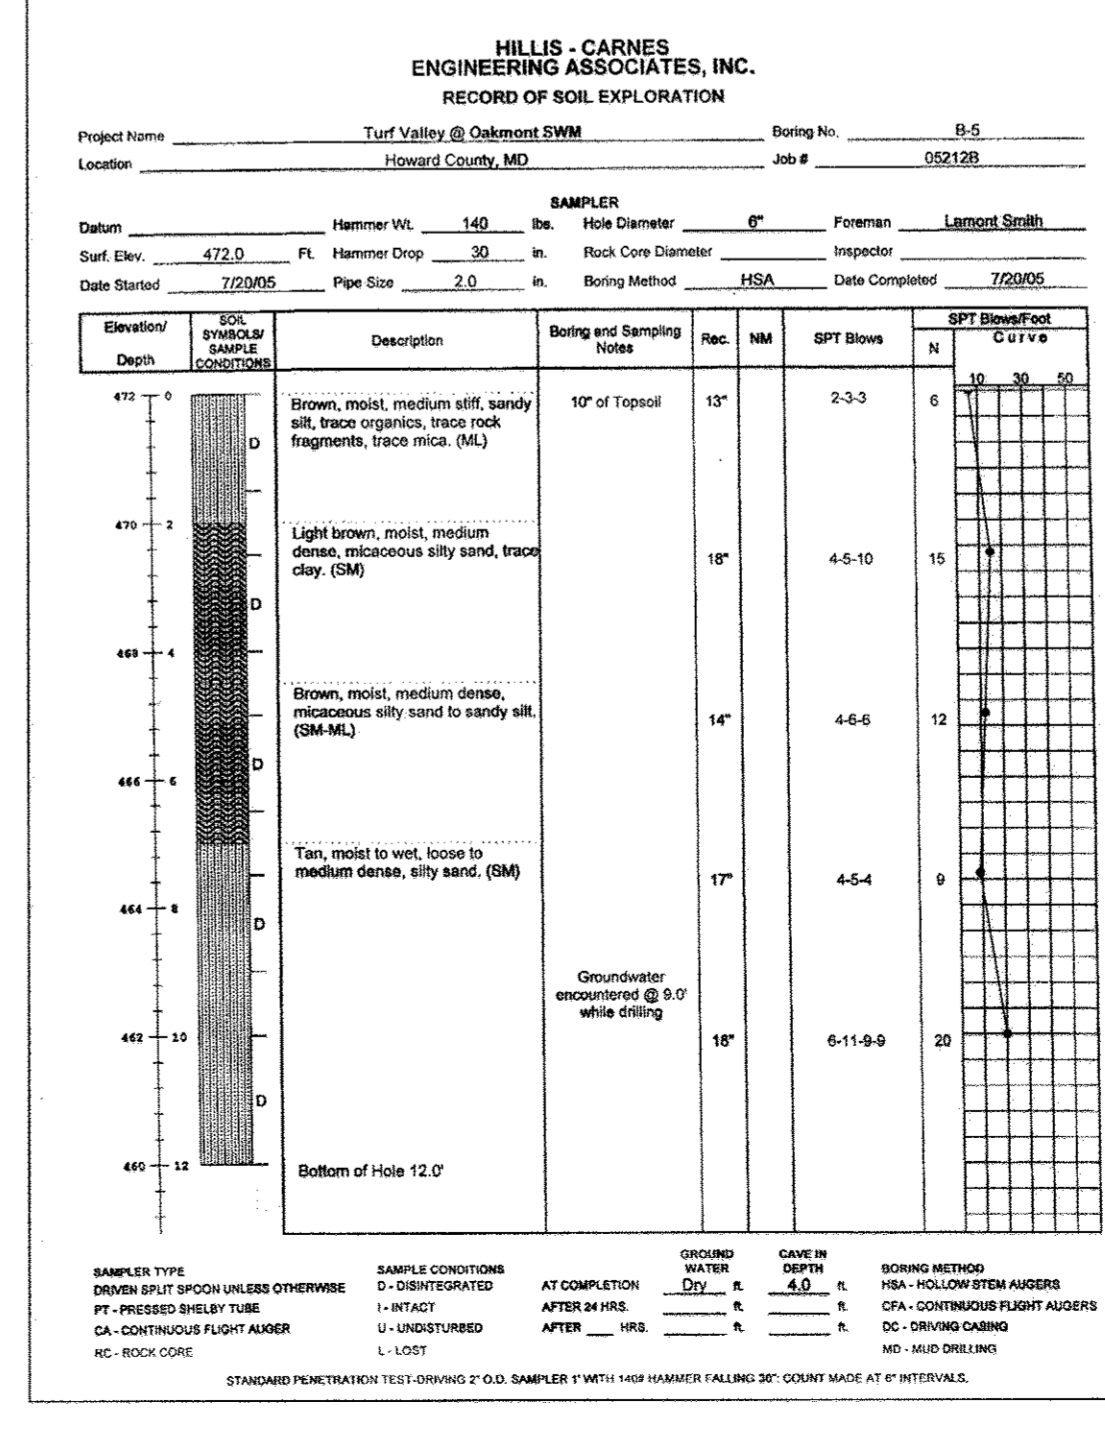 HILLIS - CARNES
ENGINEERING ASSOCIATES, INC.
RECORD OF SOIL EXPLORATION
Project Name Turf Valley @ Oakmont SWM Boring No. B-5
Location Howard County, MD Job # 05212B
SAMPLER
Datum Hammer Wt. 140 lbs. Hole Diameter 6" Foreman Lamont Smith
Surf. Elev. 472.0 Ft. Hammer Drop 30 in. Rock Core Diameter Inspector
Date Started 7/20/05 Pipe Size 2.0 in. Boring Method HSA Date Completed 7/20/05
Elevation/
Depth
SOIL
SYMBOLS/
SAMPLE
CONDITIONS
Description
Boring and Sampling
Notes
Rec.
NM
SPT Blows
SPT Blows/Foot
N
Curve
10 30 50
472 0
Brown, moist, medium stiff, sandy
silt, trace organics, trace rock
fragments, trace mica. (ML)
D
10" of Topsoil
13"
2-3-3
6
470 2
Light brown, moist, medium
dense, micaceous silty sand, trace
clay. (SM)
D
18"
4-5-10
15
468 4
Brown, moist, medium dense,
micaceous silty sand to sandy silt.
(SM-ML)
D
14"
4-6-6
12
466 6
Tan, moist to wet, loose to
medium dense, silty sand. (SM)
17"
4-5-4
9
464 8
D
Groundwater
encountered @ 9.0'
while drilling
462 10
18"
6-11-9-9
20
D
460 12
Bottom of Hole 12.0'
SAMPLER TYPE
DRIVEN SPLIT SPOON UNLESS OTHERWISE
PT - PRESSED SHELBY TUBE
CA - CONTINUOUS FLIGHT AUGER
RC - ROCK CORE
SAMPLE CONDITIONS
D - DISINTEGRATED
I - INTACT
U - UNDISTURBED
L - LOST
GROUND
WATER
CAVE IN
DEPTH
AT COMPLETION Dry ft. 4.0 ft.
AFTER 24 HRS. ft. ft.
AFTER HRS. ft. ft.
BORING METHOD
HSA - HOLLOW STEM AUGERS
CFA - CONTINUOUS FLIGHT AUGERS
DC - DRIVING CASING
MD - MUD DRILLING
STANDARD PENETRATION TEST-DRIVING 2" O.D. SAMPLER 1' WITH 140# HAMMER FALLING 30": COUNT MADE AT 6" INTERVALS.